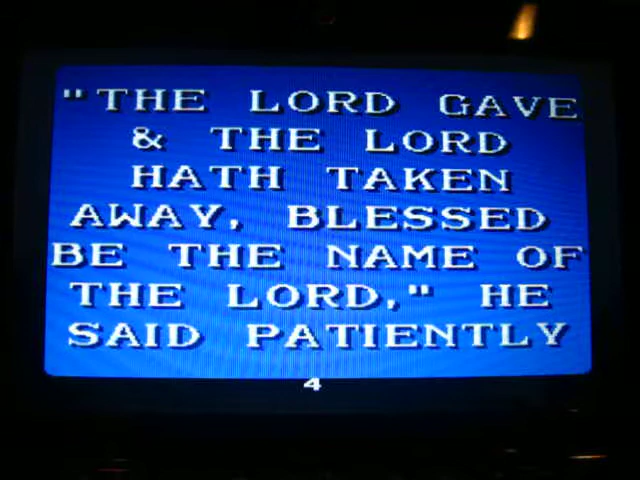 "THE LORD GAVE
& THE LORD
HATH TAKEN
AWAY, BLESSED
BE THE NAME OF
THE LORD," HE
SAID PATIENTLY
4